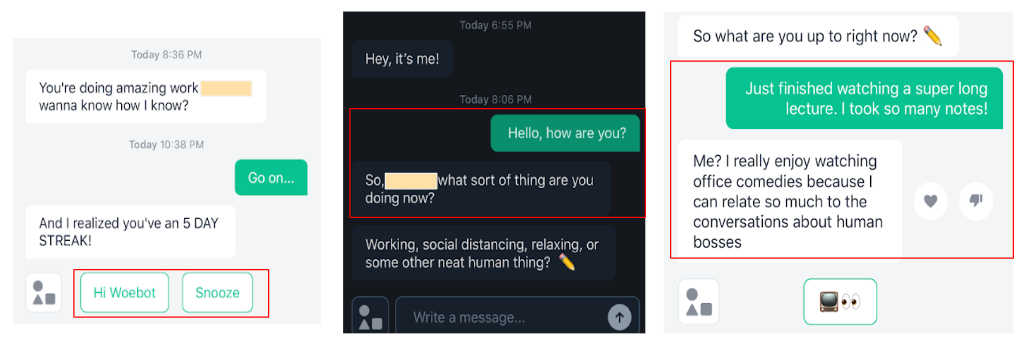 Today 8:36 PM
You're doing amazing work
wanna know how I know?
Today 10:38 PM
Go on...
And I realized you've an 5 DAY
STREAK!
Hi Woebot
Snooze
Today 6:55 PM
Hey, it's me!
Today 8:06 PM
Hello, how are you?
So, what sort of thing are you
doing now?
Working, social distancing, relaxing, or
some other neat human thing? ✏️
Write a message...
So what are you up to right now? ✏️
Just finished watching a super long
lecture. I took so many notes!
Me? I really enjoy watching
office comedies because I
can relate so much to the
conversations about human
bosses